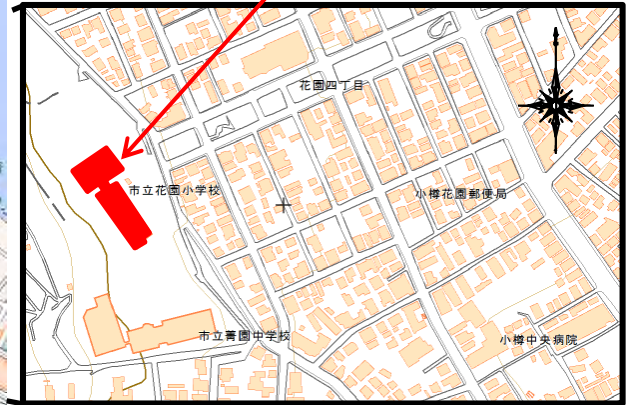 花園四丁目
市立花園小学校
小樽花園郵便局
市立菁園中学校
小樽中央病院